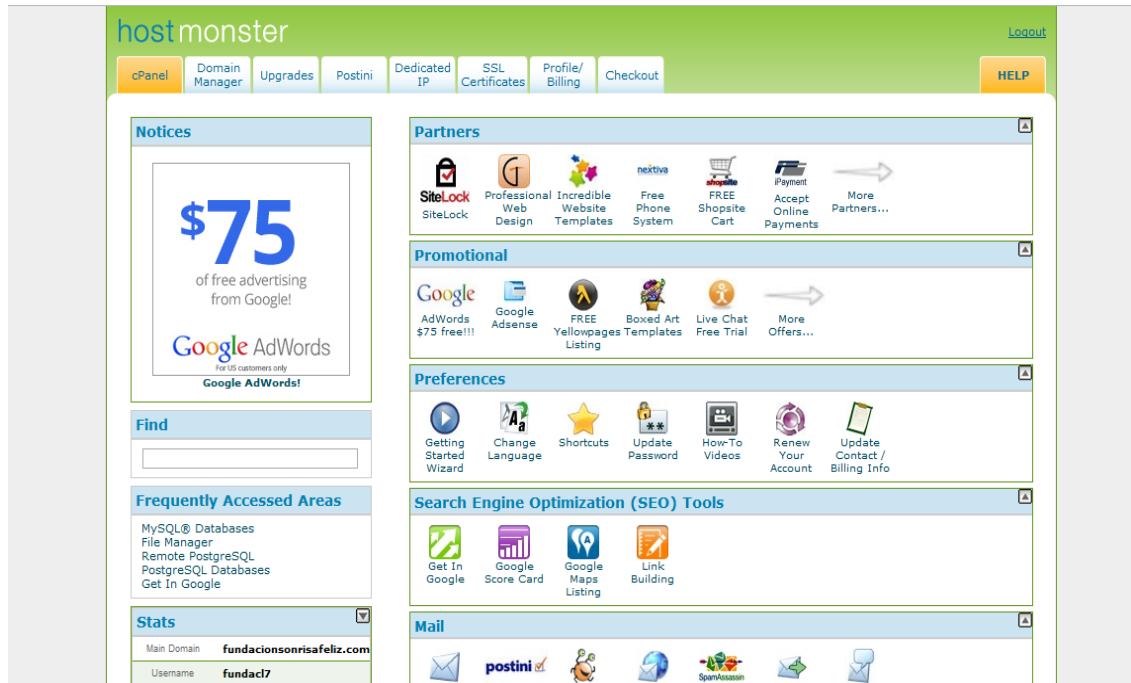 hostmonster
Logout
cPanel
Domain
Manager
Upgrades
Postini
Dedicated
IP
SSL
Certificates
Profile/
Billing
Checkout
HELP
Notices
$75
of free advertising
from Google!
Google AdWords
For US customers only
Google AdWords!
Find
Frequently Accessed Areas
MySQL® Databases
File Manager
Remote PostgreSQL
PostgreSQL Databases
Get In Google
Stats
Main Domain fundacionsonrisafeliz.com
Username fundacl7
Partners
SiteLock
SiteLock
Professional
Web
Design
Incredible
Website
Templates
nextiva
Free
Phone
System
shopsite
FREE
Shopsite
Cart
iPayment
Accept
Online
Payments
More
Partners...
Promotional
Google
AdWords
$75 free!!!
Google
Adsense
FREE
Yellowpages
Listing
Boxed Art
Templates
Live Chat
Free Trial
More
Offers...
Preferences
Getting
Started
Wizard
Change
Language
Shortcuts
Update
Password
How-To
Videos
Renew
Your
Account
Update
Contact /
Billing Info
Search Engine Optimization (SEO) Tools
Get In
Google
Google
Score Card
Google
Maps
Listing
Link
Building
Mail
postini
SpamAssassin